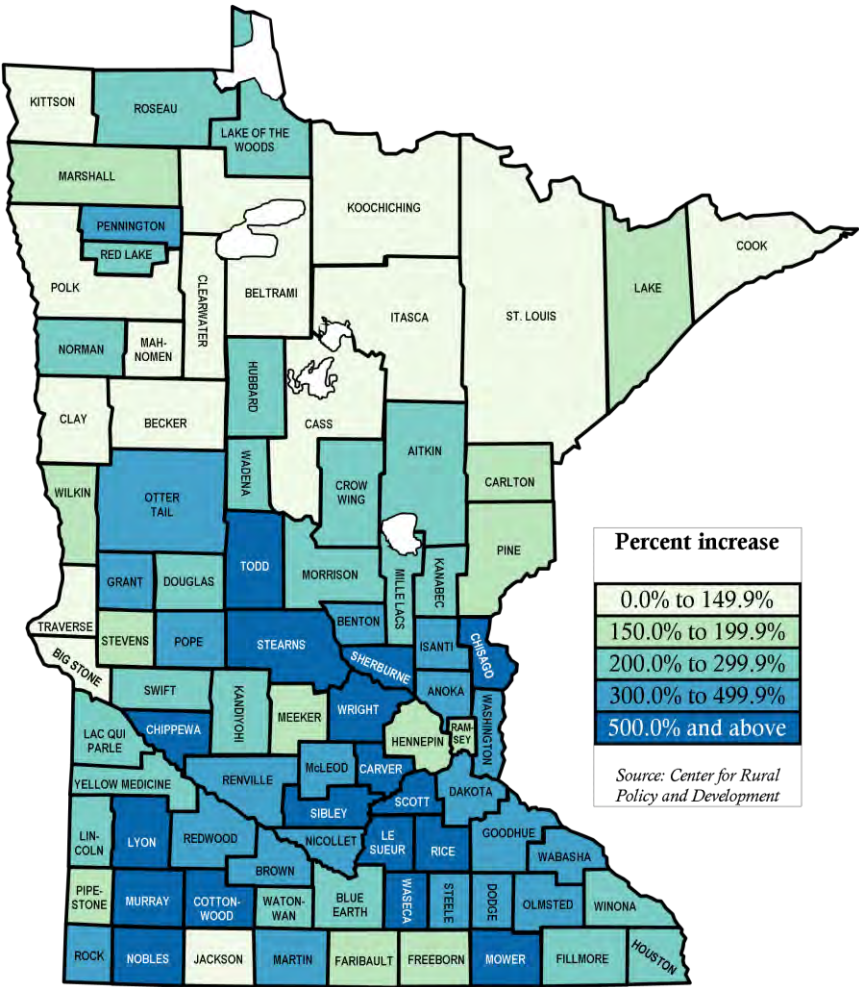 KITTSON
ROSEAU
LAKE OF THE
WOODS
MARSHALL
KOOCHICHING
PENNINGTON
RED LAKE
COOK
POLK
CLEARWATER
BELTRAMI
LAKE
ITASCA
ST. LOUIS
NORMAN
MAH-
NOMEN
HUBBARD
CLAY
BECKER
CASS
AITKIN
WADENA
CROW
WING
CARLTON
WILKIN
OTTER
TAIL
PINE
TODD
GRANT
DOUGLAS
MORRISON
MILLE LACS
KANABEC
TRAVERSE
STEVENS
POPE
STEARNS
BENTON
ISANTI
CHISAGO
BIG STONE
SHERBURNE
SWIFT
KANDIYOHI
ANOKA
WASHINGTON
MEEKER
WRIGHT
LAC QUI
PARLE
CHIPPEWA
HENNEPIN
RAM-
SEY
YELLOW MEDICINE
RENVILLE
McLEOD
CARVER
DAKOTA
SCOTT
SIBLEY
LIN-
COLN
LYON
REDWOOD
NICOLLET
LE
SUEUR
RICE
GOODHUE
WABASHA
BROWN
PIPE-
STONE
MURRAY
COTTON-
WOOD
WATON-
WAN
BLUE
EARTH
WASECA
STEELE
DODGE
OLMSTED
WINONA
ROCK
NOBLES
JACKSON
MARTIN
FARIBAULT
FREEBORN
MOWER
FILLMORE
HOUSTON
Percent increase
0.0% to 149.9%
150.0% to 199.9%
200.0% to 299.9%
300.0% to 499.9%
500.0% and above
Source: Center for Rural
Policy and Development